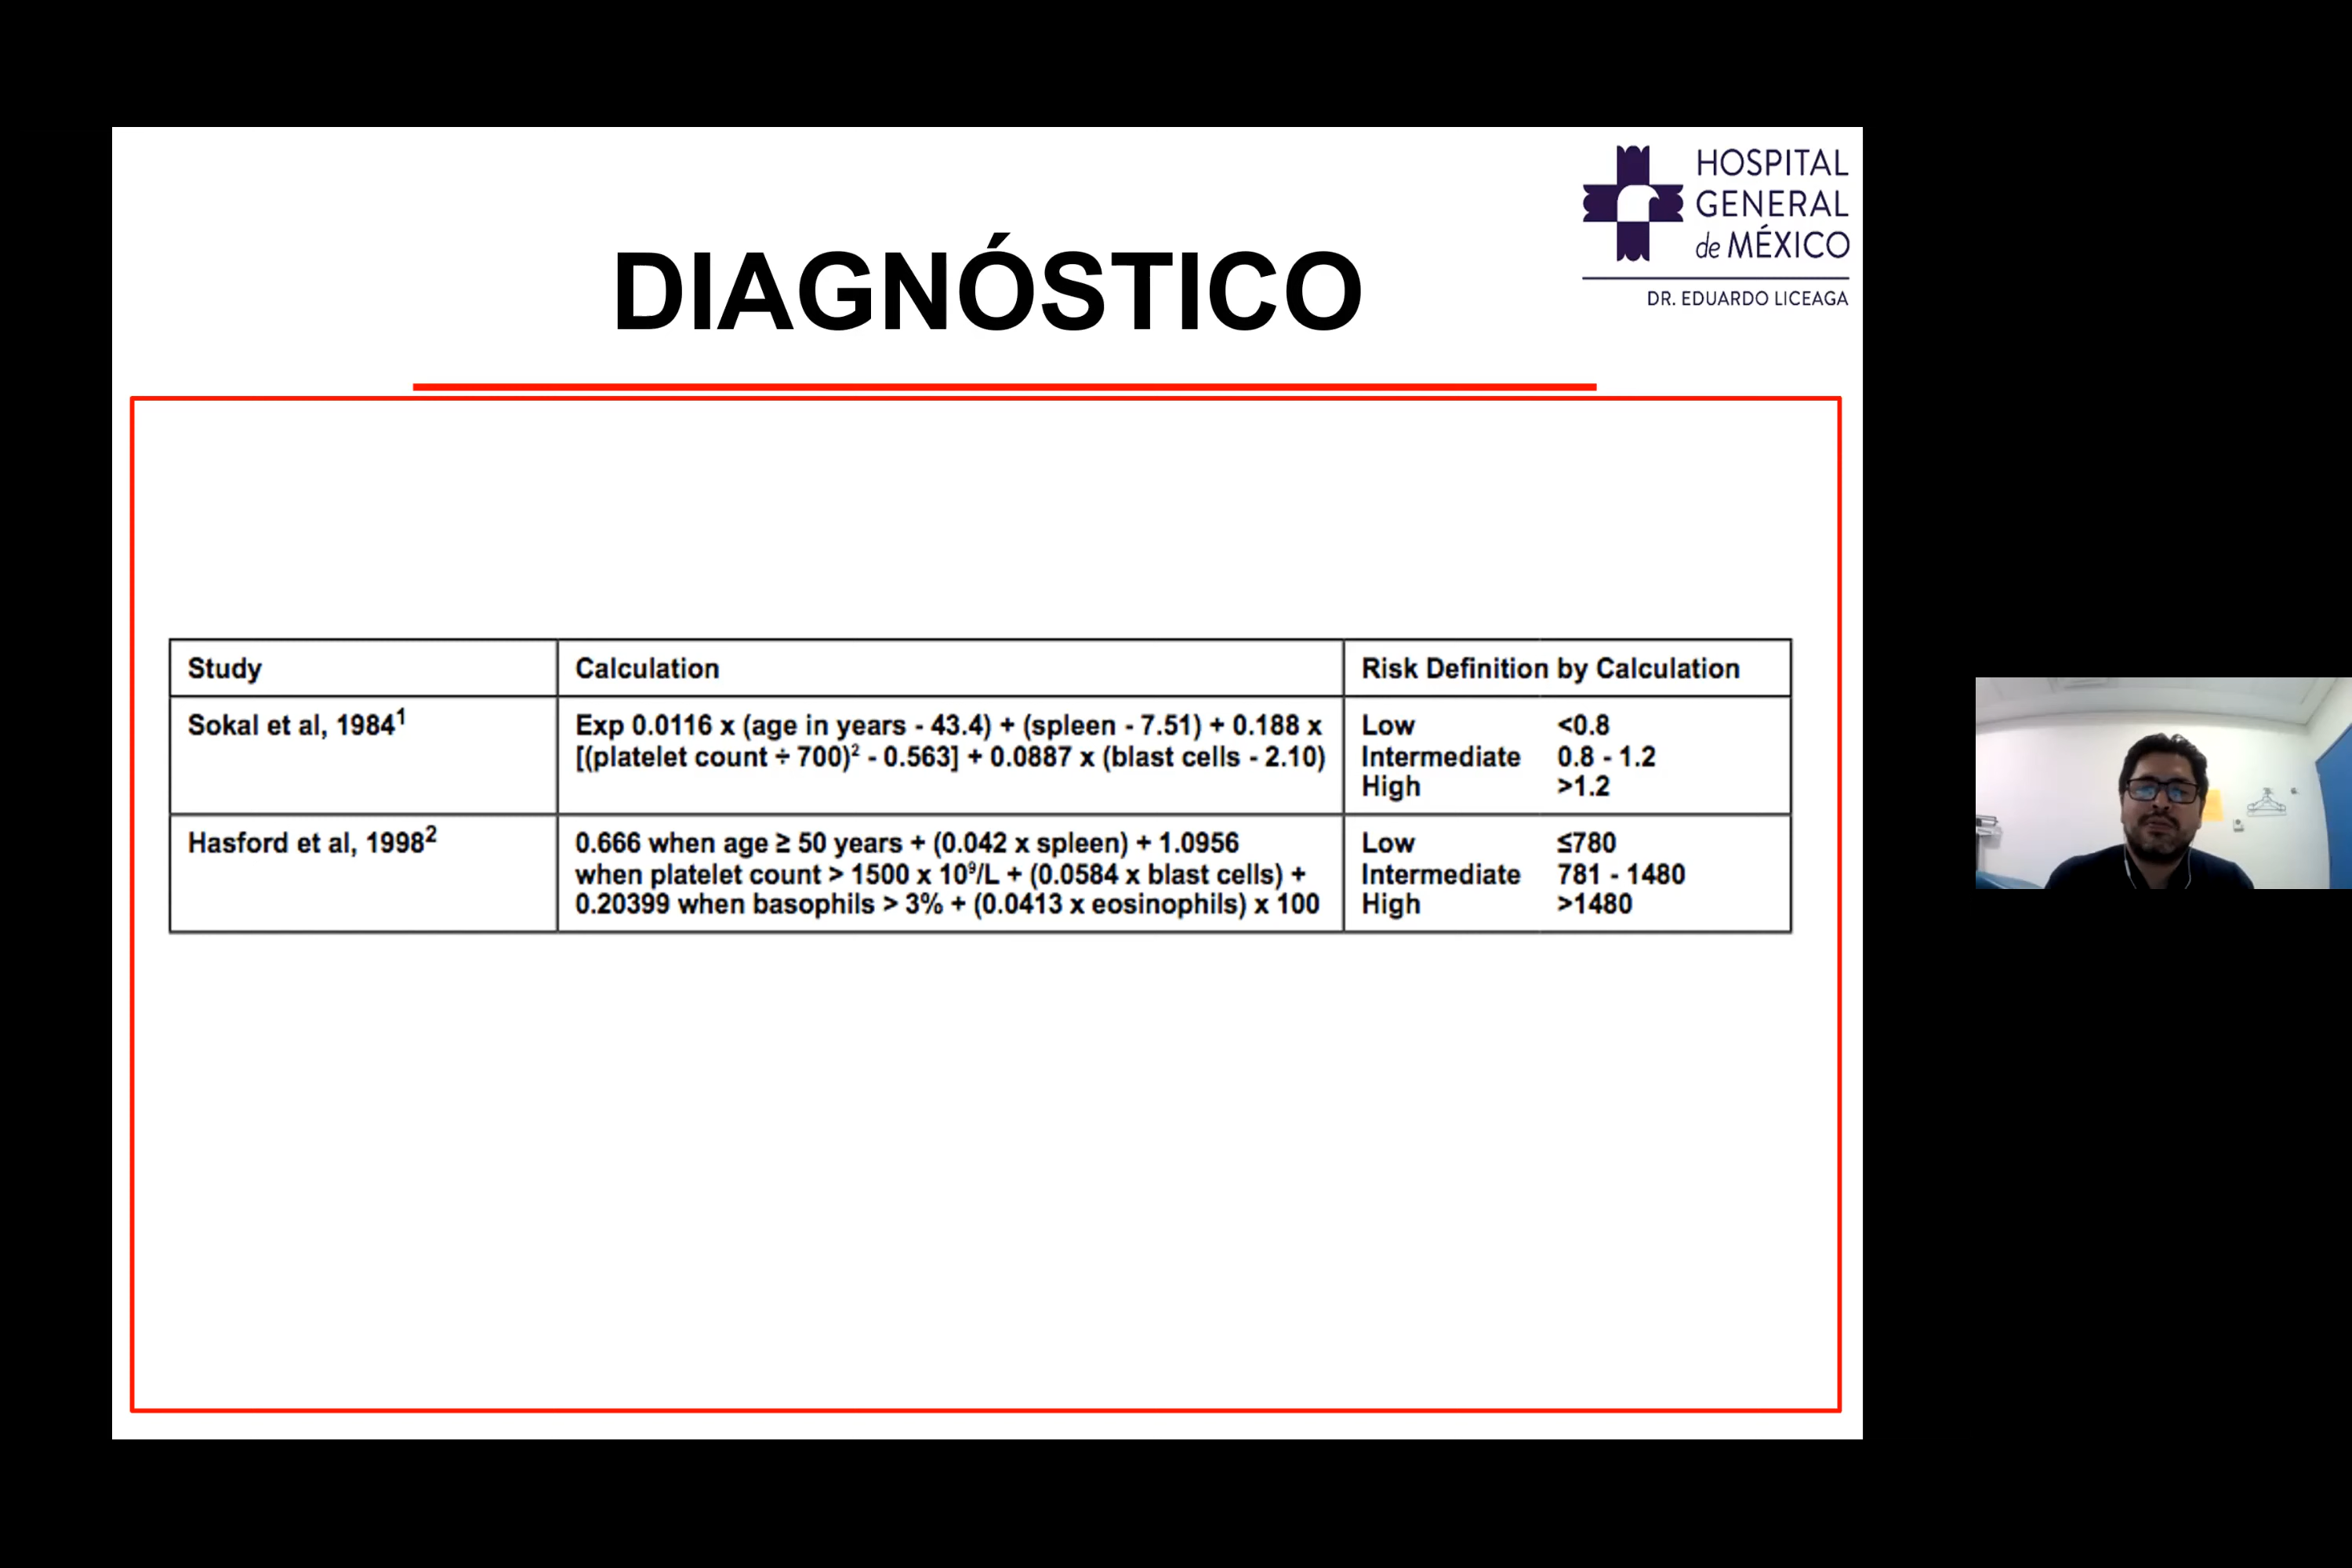 HOSPITAL
GENERAL
de MÉXICO
DR. EDUARDO LICEAGA
DIAGNÓSTICO
Study Calculation Risk Definition by Calculation
Sokal et al, 1984¹ Exp 0.0116 x (age in years - 43.4) + (spleen - 7.51) + 0.188 x Low <0.8
[(platelet count ÷ 700)² - 0.563] + 0.0887 x (blast cells - 2.10) Intermediate 0.8 - 1.2
High >1.2
Hasford et al, 1998² 0.666 when age ≥ 50 years + (0.042 x spleen) + 1.0956 Low ≤780
when platelet count > 1500 x 10⁹/L + (0.0584 x blast cells) + Intermediate 781 - 1480
0.20399 when basophils > 3% + (0.0413 x eosinophils) x 100 High >1480